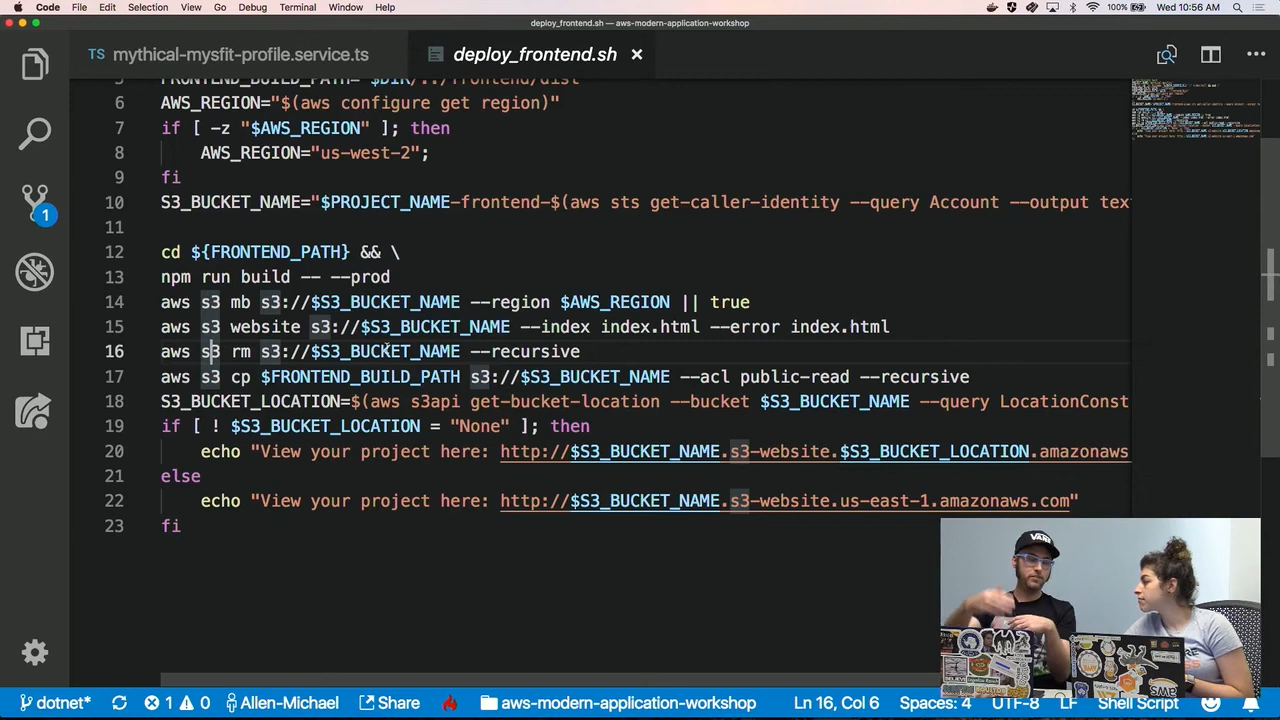 Code File Edit Selection View Go Debug Terminal Window Help 100% Wed 10:56 AM
deploy_frontend.sh — aws-modern-application-workshop
TS mythical-mysfit-profile.service.ts deploy_frontend.sh
6 AWS_REGION="$(aws configure get region)"
7 if [ -z "$AWS_REGION" ]; then
8 AWS_REGION="us-west-2";
9 fi
10 S3_BUCKET_NAME="$PROJECT_NAME-frontend-$(aws sts get-caller-identity --query Account --output tex
11
12 cd ${FRONTEND_PATH} && \
13 npm run build -- --prod
14 aws s3 mb s3://$S3_BUCKET_NAME --region $AWS_REGION || true
15 aws s3 website s3://$S3_BUCKET_NAME --index index.html --error index.html
16 aws s3 rm s3://$S3_BUCKET_NAME --recursive
17 aws s3 cp $FRONTEND_BUILD_PATH s3://$S3_BUCKET_NAME --acl public-read --recursive
18 S3_BUCKET_LOCATION=$(aws s3api get-bucket-location --bucket $S3_BUCKET_NAME --query LocationConst
19 if [ ! $S3_BUCKET_LOCATION = "None" ]; then
20 echo "View your project here: http://$S3_BUCKET_NAME.s3-website.$S3_BUCKET_LOCATION.amazonaws
21 else
22 echo "View your project here: http://$S3_BUCKET_NAME.s3-website.us-east-1.amazonaws.com"
23 fi
1
VANS
aws
dotnet* 1 0 Allen-Michael Share aws-modern-application-workshop Ln 16, Col 6 Spaces: 4 UTF-8 LF Shell Script